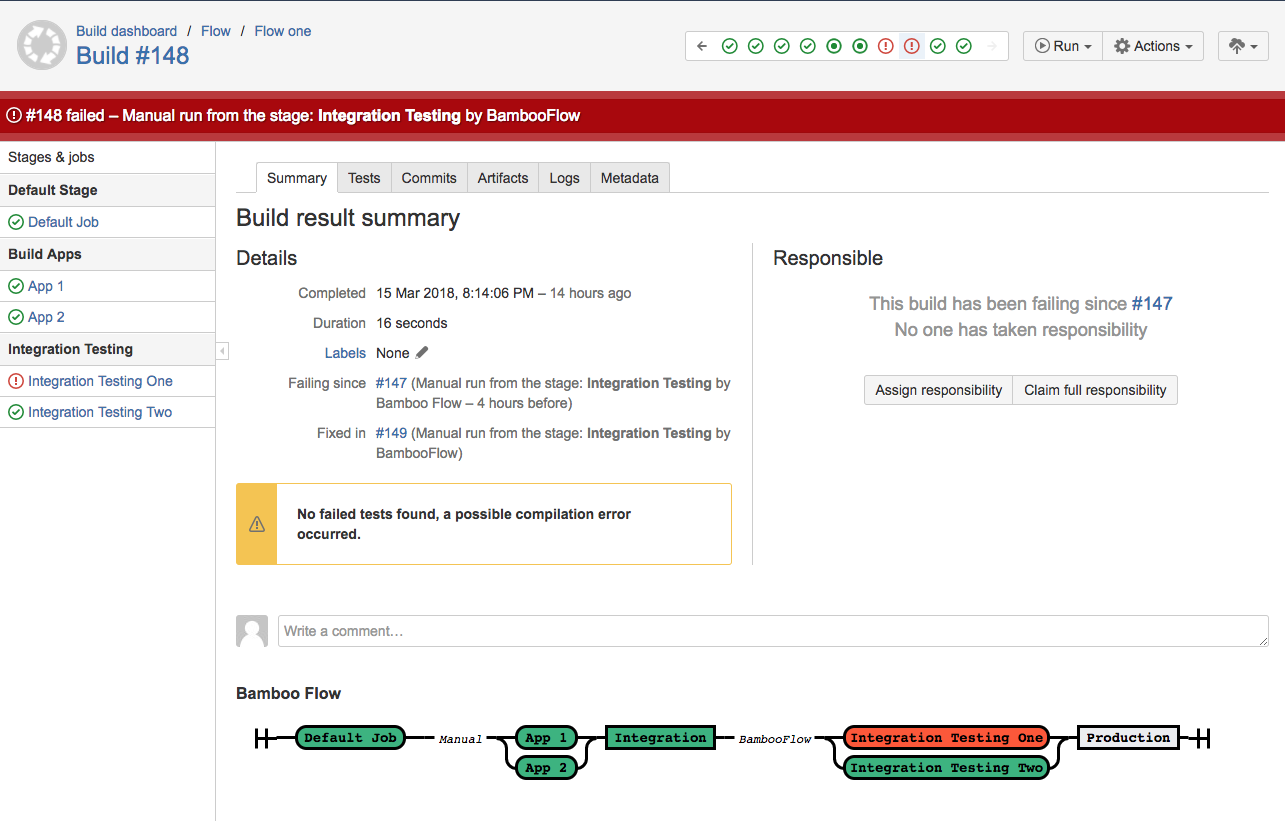 Build dashboard / Flow / Flow one
Build #148
Run
Actions
#148 failed – Manual run from the stage: Integration Testing by BambooFlow
Stages & jobs
Default Stage
Default Job
Build Apps
App 1
App 2
Integration Testing
Integration Testing One
Integration Testing Two
Summary Tests Commits Artifacts Logs Metadata
Build result summary
Details
Completed 15 Mar 2018, 8:14:06 PM – 14 hours ago
Duration 16 seconds
Labels None
Failing since #147 (Manual run from the stage: Integration Testing by
Bamboo Flow – 4 hours before)
Fixed in #149 (Manual run from the stage: Integration Testing by
BambooFlow)
No failed tests found, a possible compilation error
occurred.
Responsible
This build has been failing since #147
No one has taken responsibility
Assign responsibility Claim full responsibility
Write a comment…
Bamboo Flow
Default Job Manual App 1 Integration BambooFlow Integration Testing One Production
App 2 Integration Testing Two